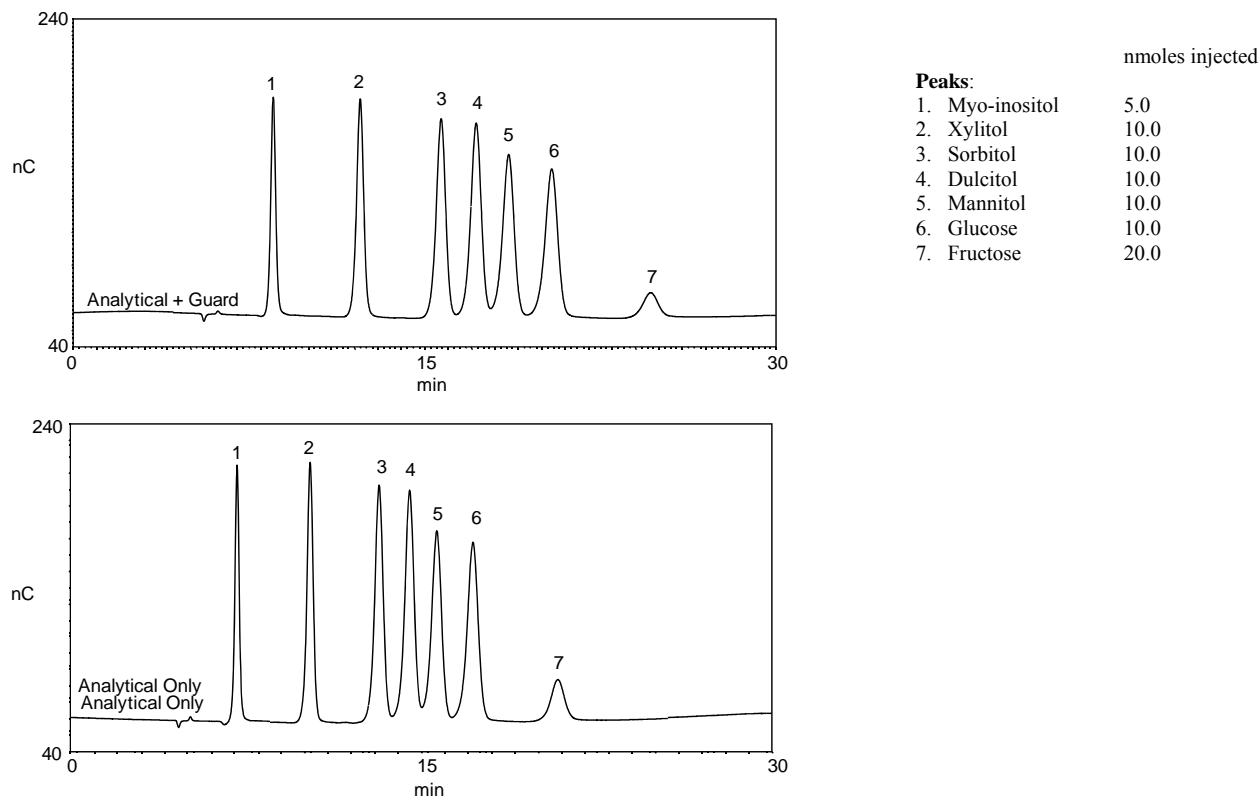 240
1
2
3
4
5
6
7
nC
Analytical + Guard
40
0
15
30
min
nmoles injected
Peaks:
1. Myo-inositol 5.0
2. Xylitol 10.0
3. Sorbitol 10.0
4. Dulcitol 10.0
5. Mannitol 10.0
6. Glucose 10.0
7. Fructose 20.0
240
1
2
3
4
5
6
7
nC
Analytical Only
Analytical Only
40
0
15
30
min